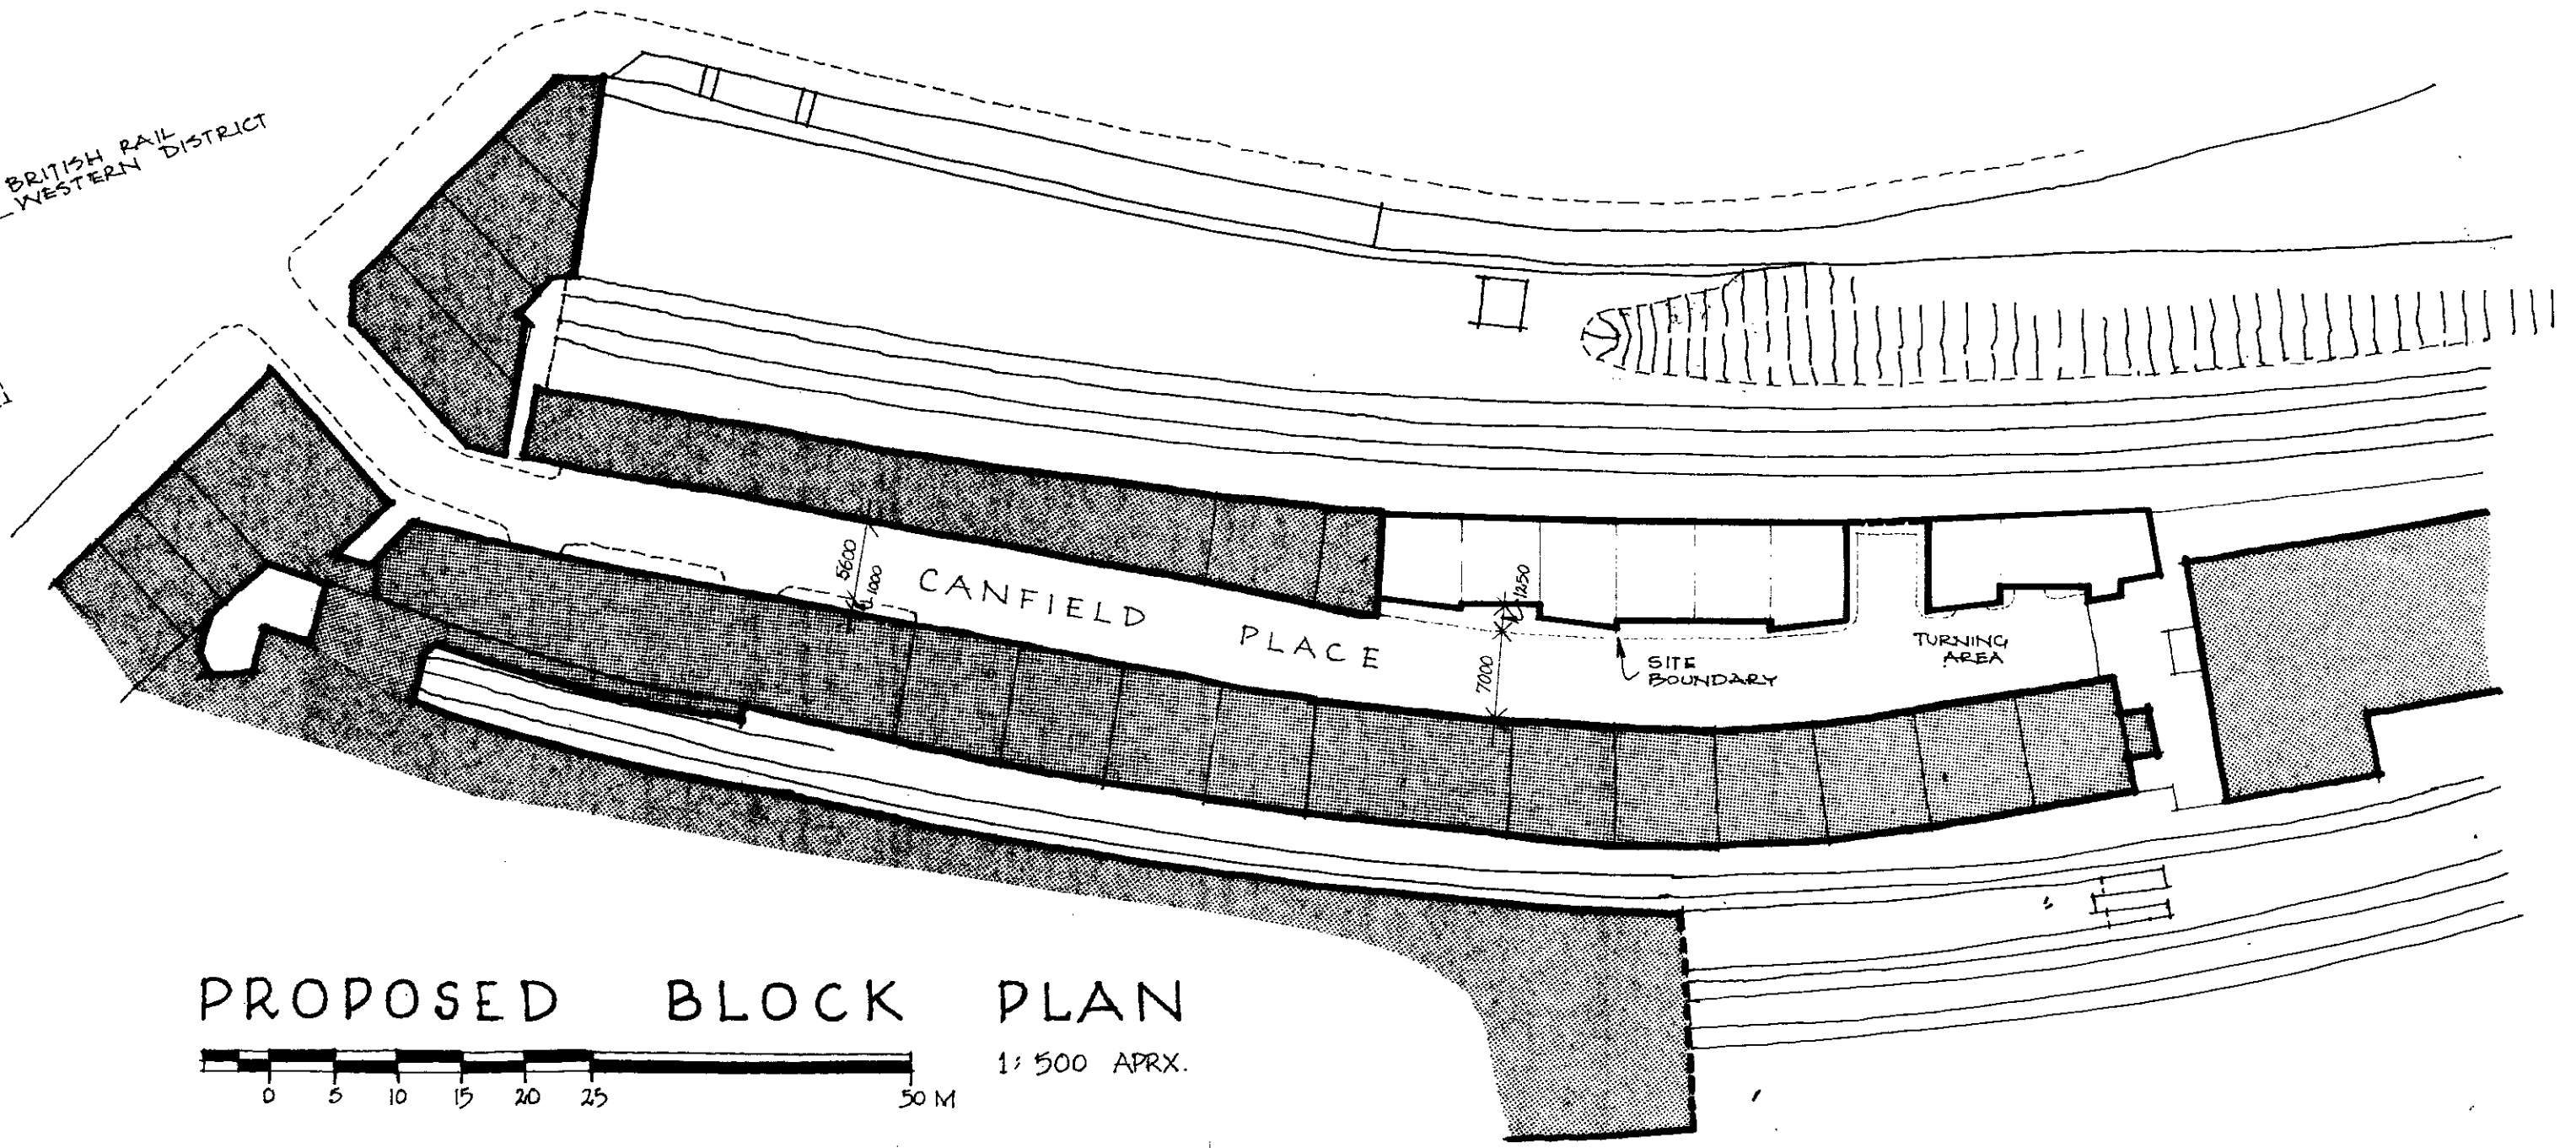 BRITISH RAIL
WESTERN DISTRICT
5600
1000
CANFIELD PLACE
1250
7000
SITE
BOUNDARY
TURNING
AREA
PROPOSED BLOCK PLAN
1:500 APRX.
0 5 10 15 20 25 50 M